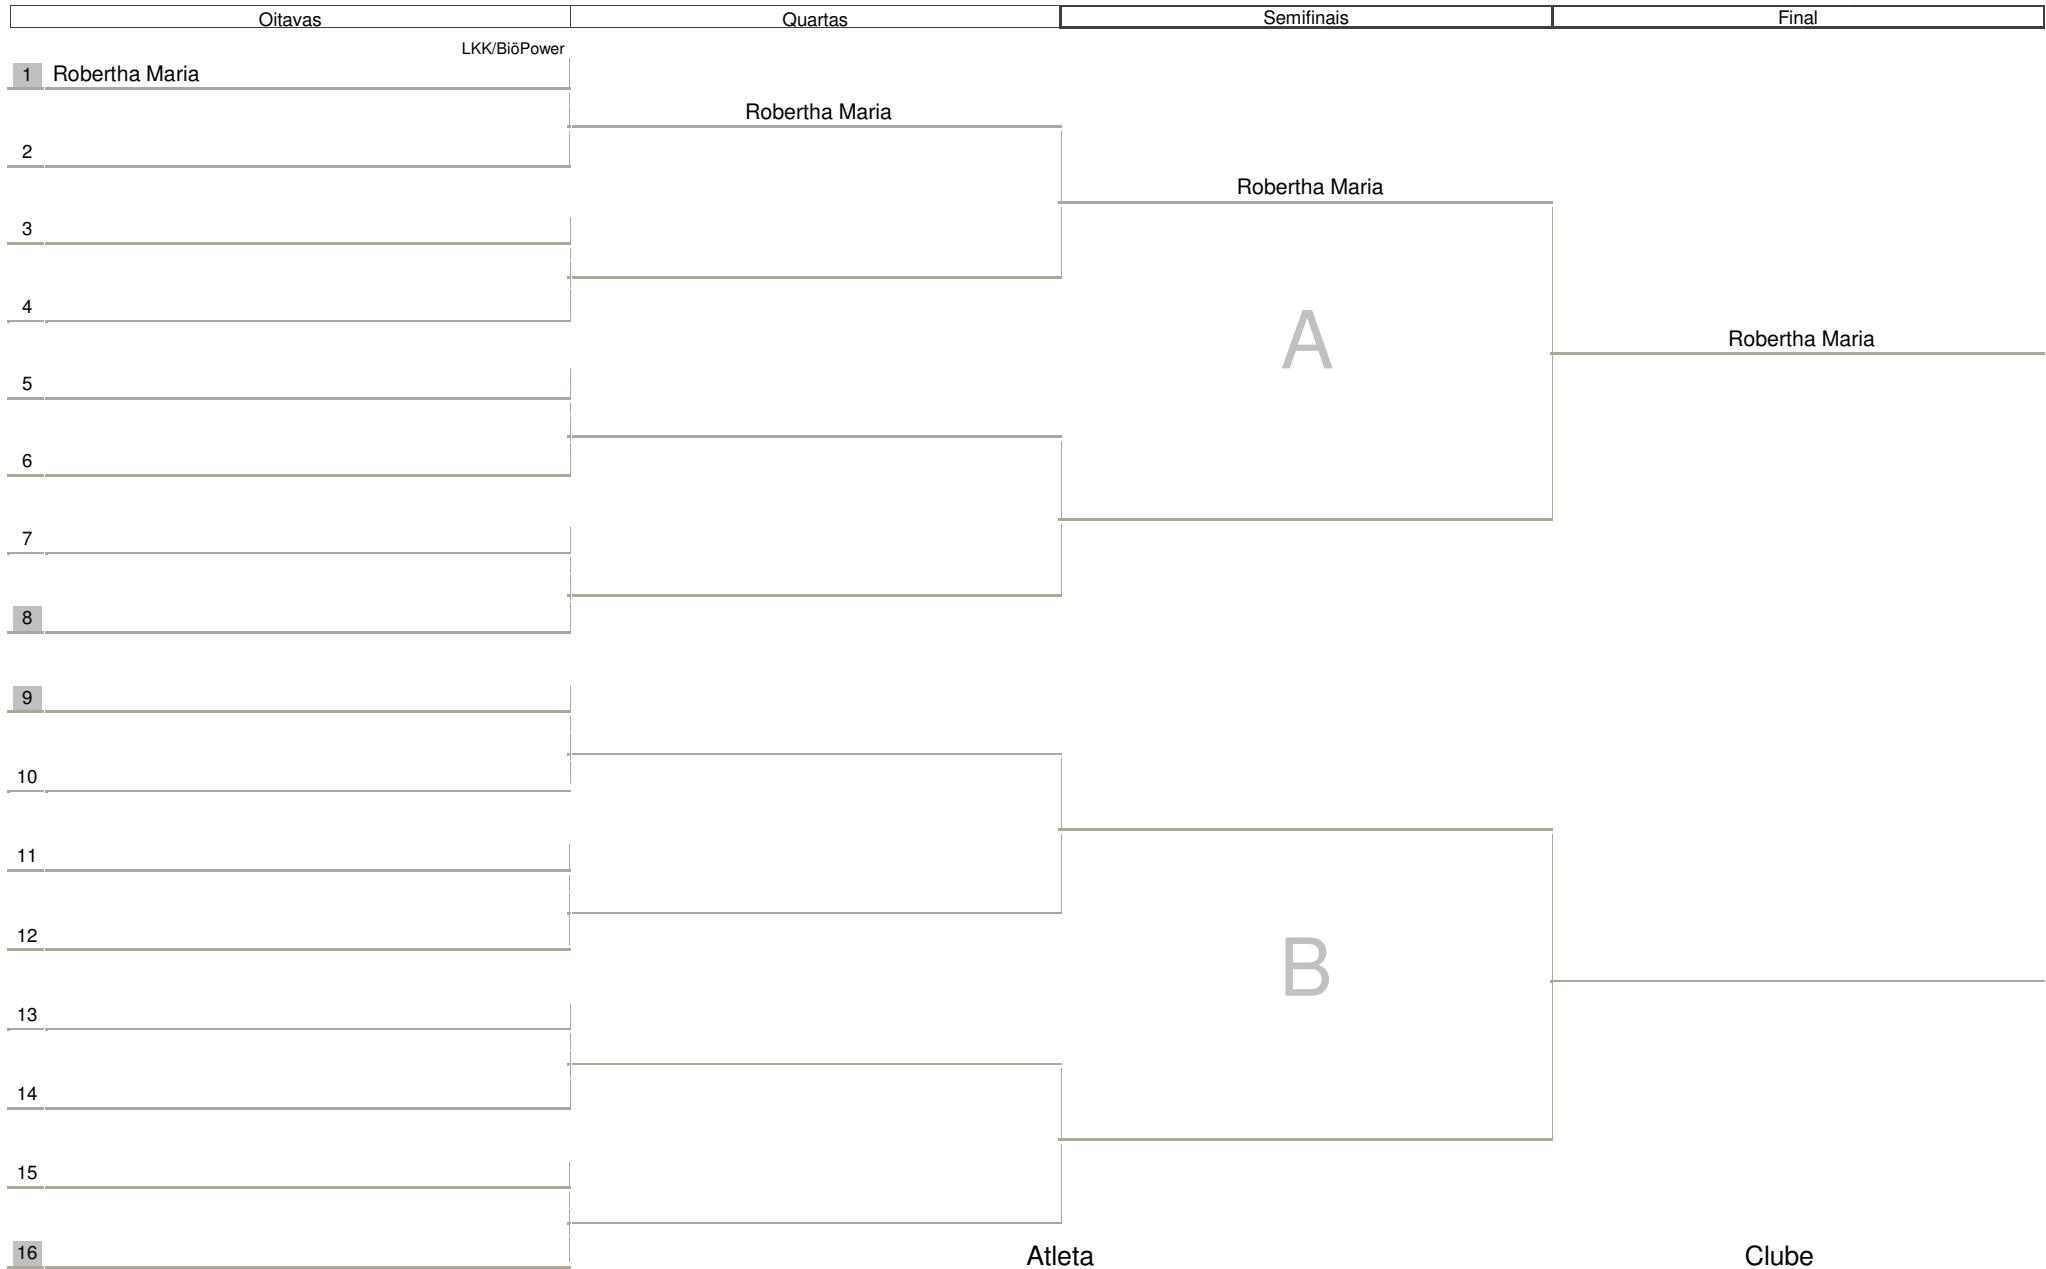 Oitavas Quartas Semifinais Final
LKK/BiöPower
1 Robertha Maria
Robertha Maria
2
Robertha Maria
3
4
A
Robertha Maria
5
6
7
8
9
10
11
12
B
13
14
15
16 Atleta Clube